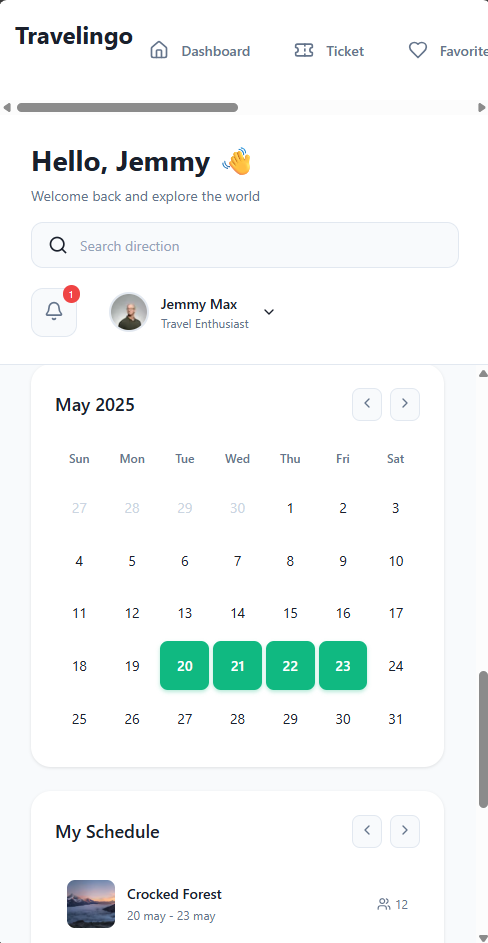 Travelingo
Dashboard
Ticket
Favorite
Hello, Jemmy 👋
Welcome back and explore the world
Search direction
1
Jemmy Max
Travel Enthusiast
May 2025
Sun Mon Tue Wed Thu Fri Sat
27 28 29 30 1 2 3
4 5 6 7 8 9 10
11 12 13 14 15 16 17
18 19 20 21 22 23 24
25 26 27 28 29 30 31
My Schedule
Crocked Forest
20 may - 23 may
12